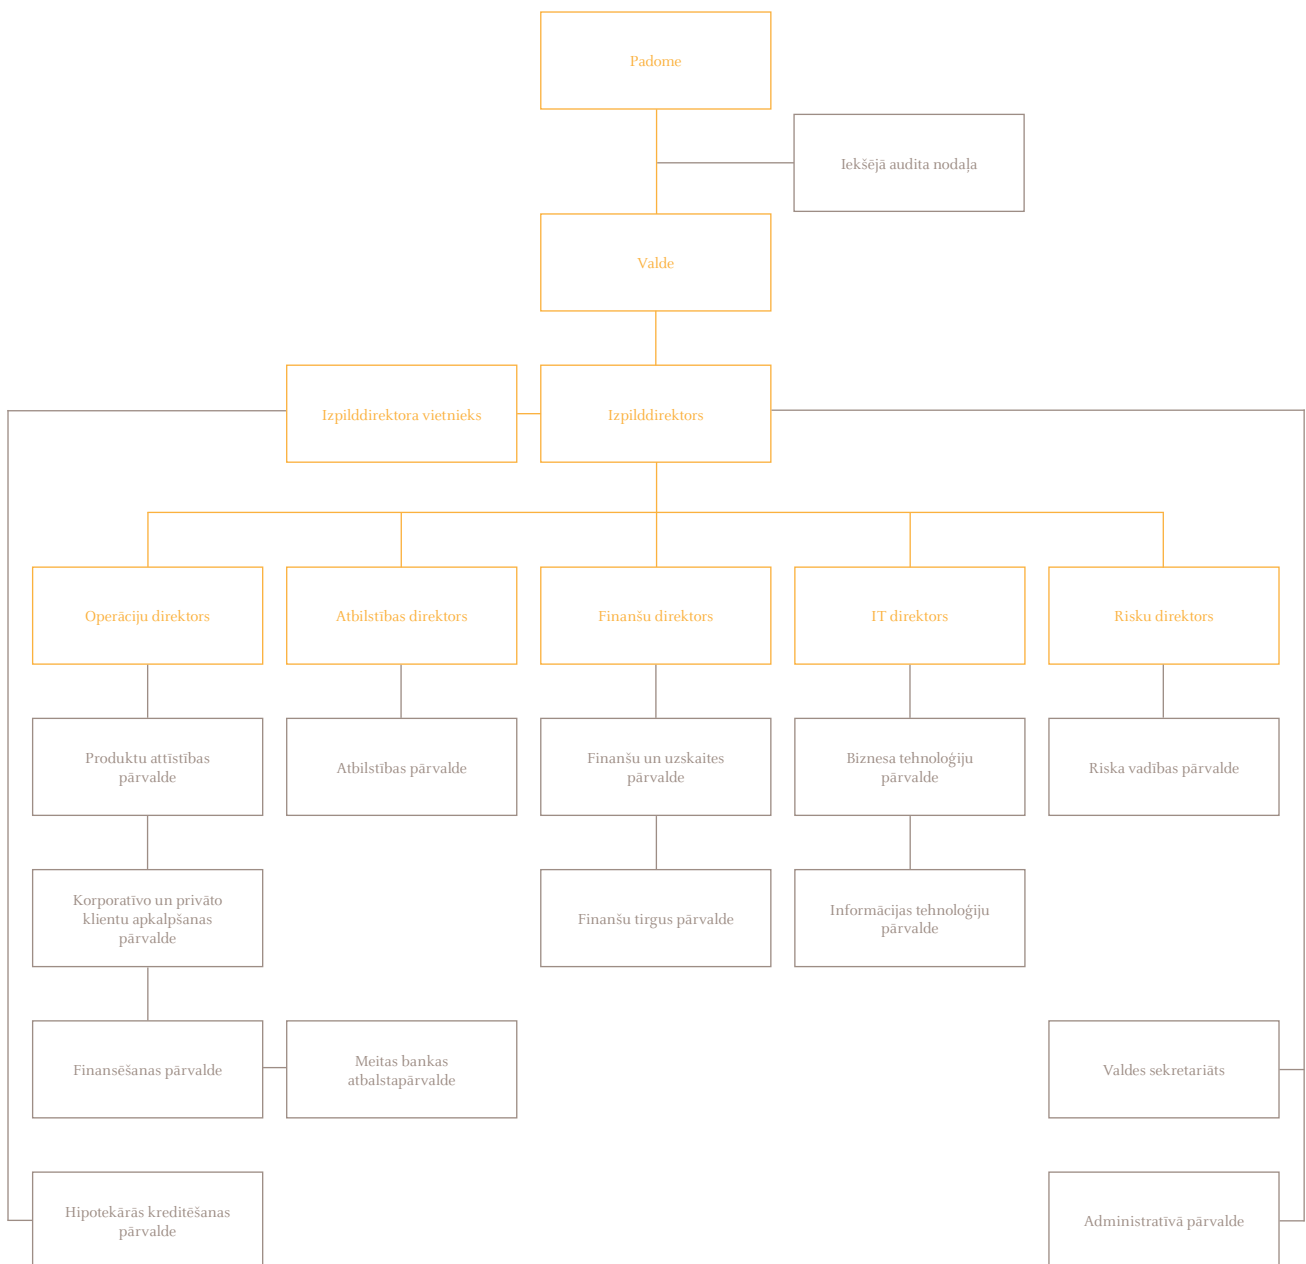 Padome
Iekšējā audita nodaļa
Valde
Izpilddirektora vietnieks
Izpilddirektors
Operāciju direktors
Atbilstības direktors
Finanšu direktors
IT direktors
Risku direktors
Produktu attīstības
pārvalde
Atbilstības pārvalde
Finanšu un uzskaites
pārvalde
Biznesa tehnoloģiju
pārvalde
Riska vadības pārvalde
Korporatīvo un privāto
klientu apkalpšanas
pārvalde
Finanšu tirgus pārvalde
Informācijas tehnoloģiju
pārvalde
Finansēšanas pārvalde
Meitas bankas
atbalstapārvalde
Valdes sekretariāts
Hipotekārās kreditēšanas
pārvalde
Administratīvā pārvalde